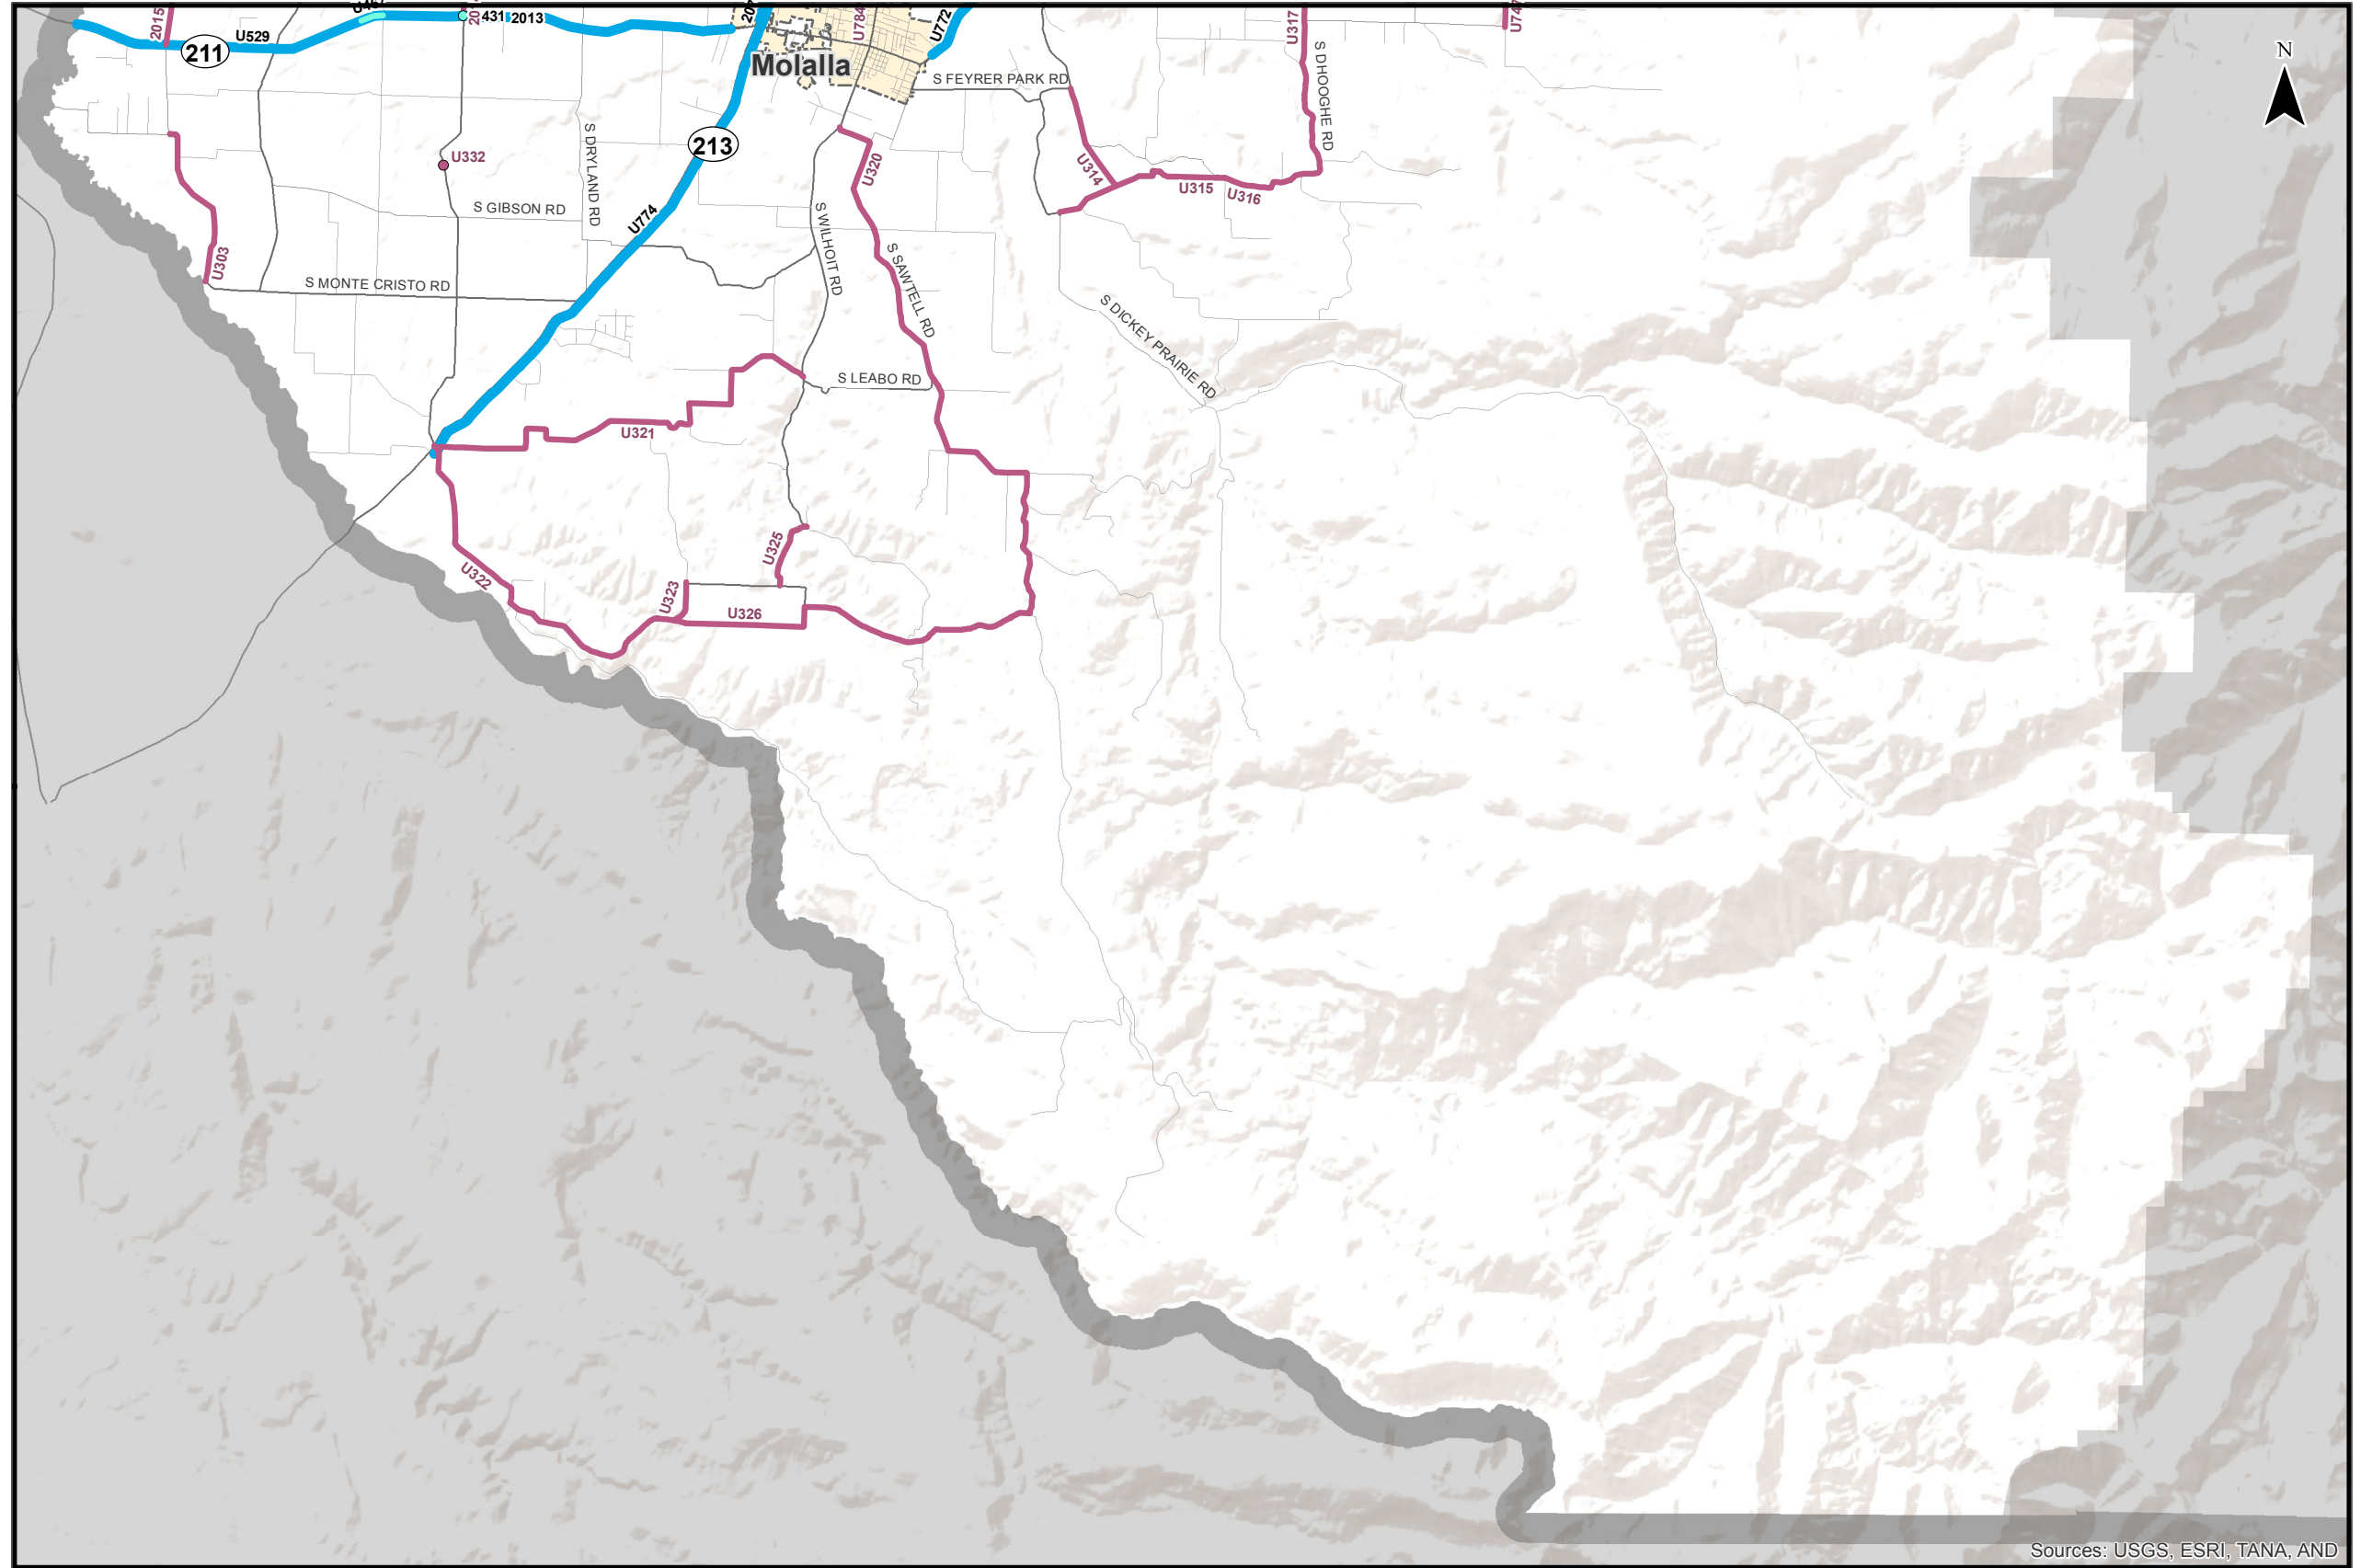 2015
211
U529
431
2013
Molalla
U784
U772
S FEYRER PARK RD
U317
S DHOOGHE RD
N
U332
S DRYLAND RD
213
U320
U314
U315
U316
S GIBSON RD
U774
S WILHOIT RD
S SAWTELL RD
U303
S MONTE CRISTO RD
S DICKEY PRAIRIE RD
S LEABO RD
U321
U325
U322
U323
U326
Sources: USGS, ESRI, TANA, AND